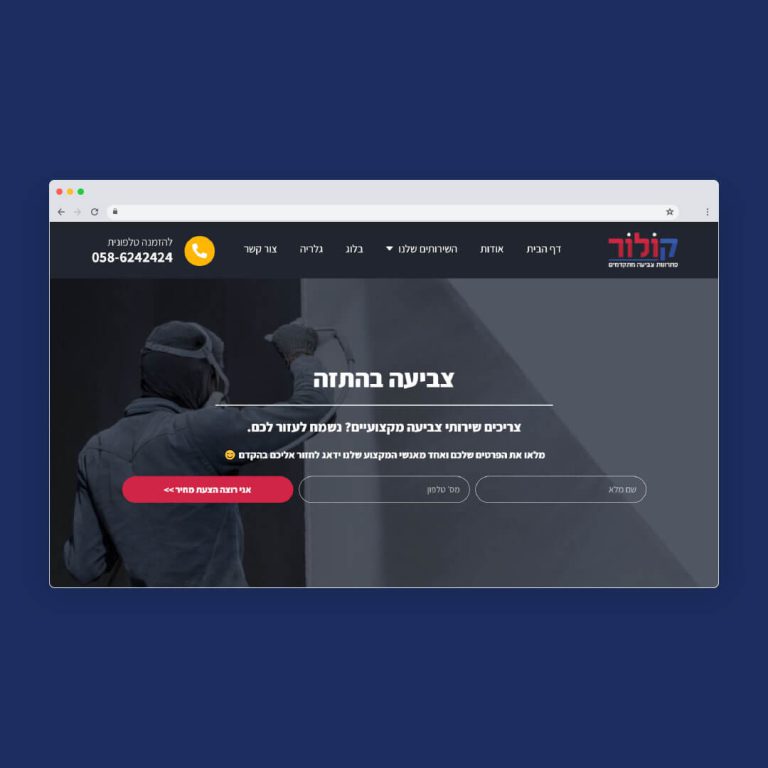 קולור
פתרונות צביעה מתקדמים
דף הבית
אודות
השירותים שלנו
בלוג
גלריה
צור קשר
להזמנה טלפונית
058-6242424
צביעה בהתזה
צריכים שירותי צביעה מקצועיים? נשמח לעזור לכם.
מלאו את הפרטים שלכם ואחד מאנשי המקצוע שלנו ידאג לחזור אליכם בהקדם 😊
שם מלא
מס' טלפון
אני רוצה הצעת מחיר >>